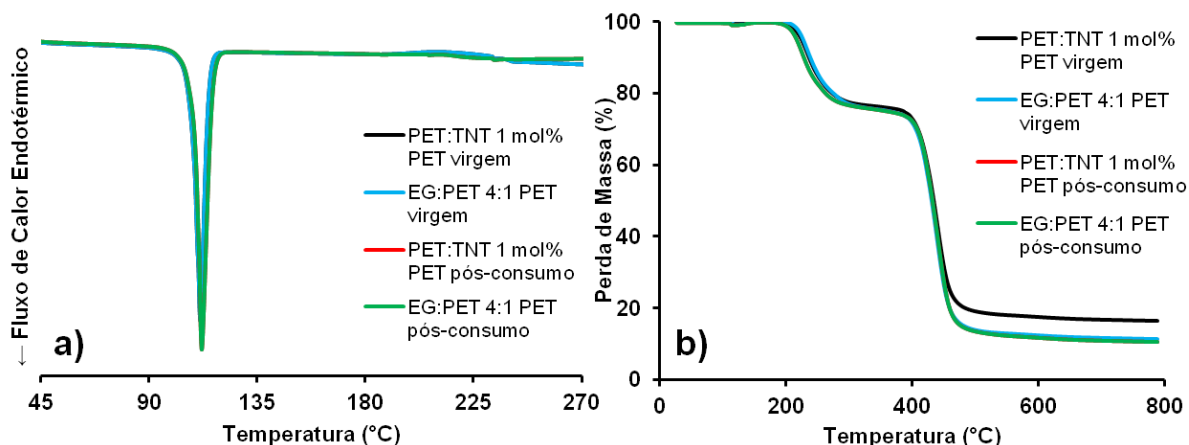 ← Fluxo de Calor Endotérmico
PET:TNT 1 mol%
PET virgem
EG:PET 4:1 PET
virgem
PET:TNT 1 mol%
PET pós-consumo
EG:PET 4:1 PET
pós-consumo
a)
45 90 135 180 225 270
Temperatura (°C)
Perda de Massa (%)
100
80
60
40
20
0
PET:TNT 1 mol%
PET virgem
EG:PET 4:1 PET
virgem
PET:TNT 1 mol%
PET pós-consumo
EG:PET 4:1 PET
pós-consumo
b)
0 200 400 600 800
Temperatura (°C)